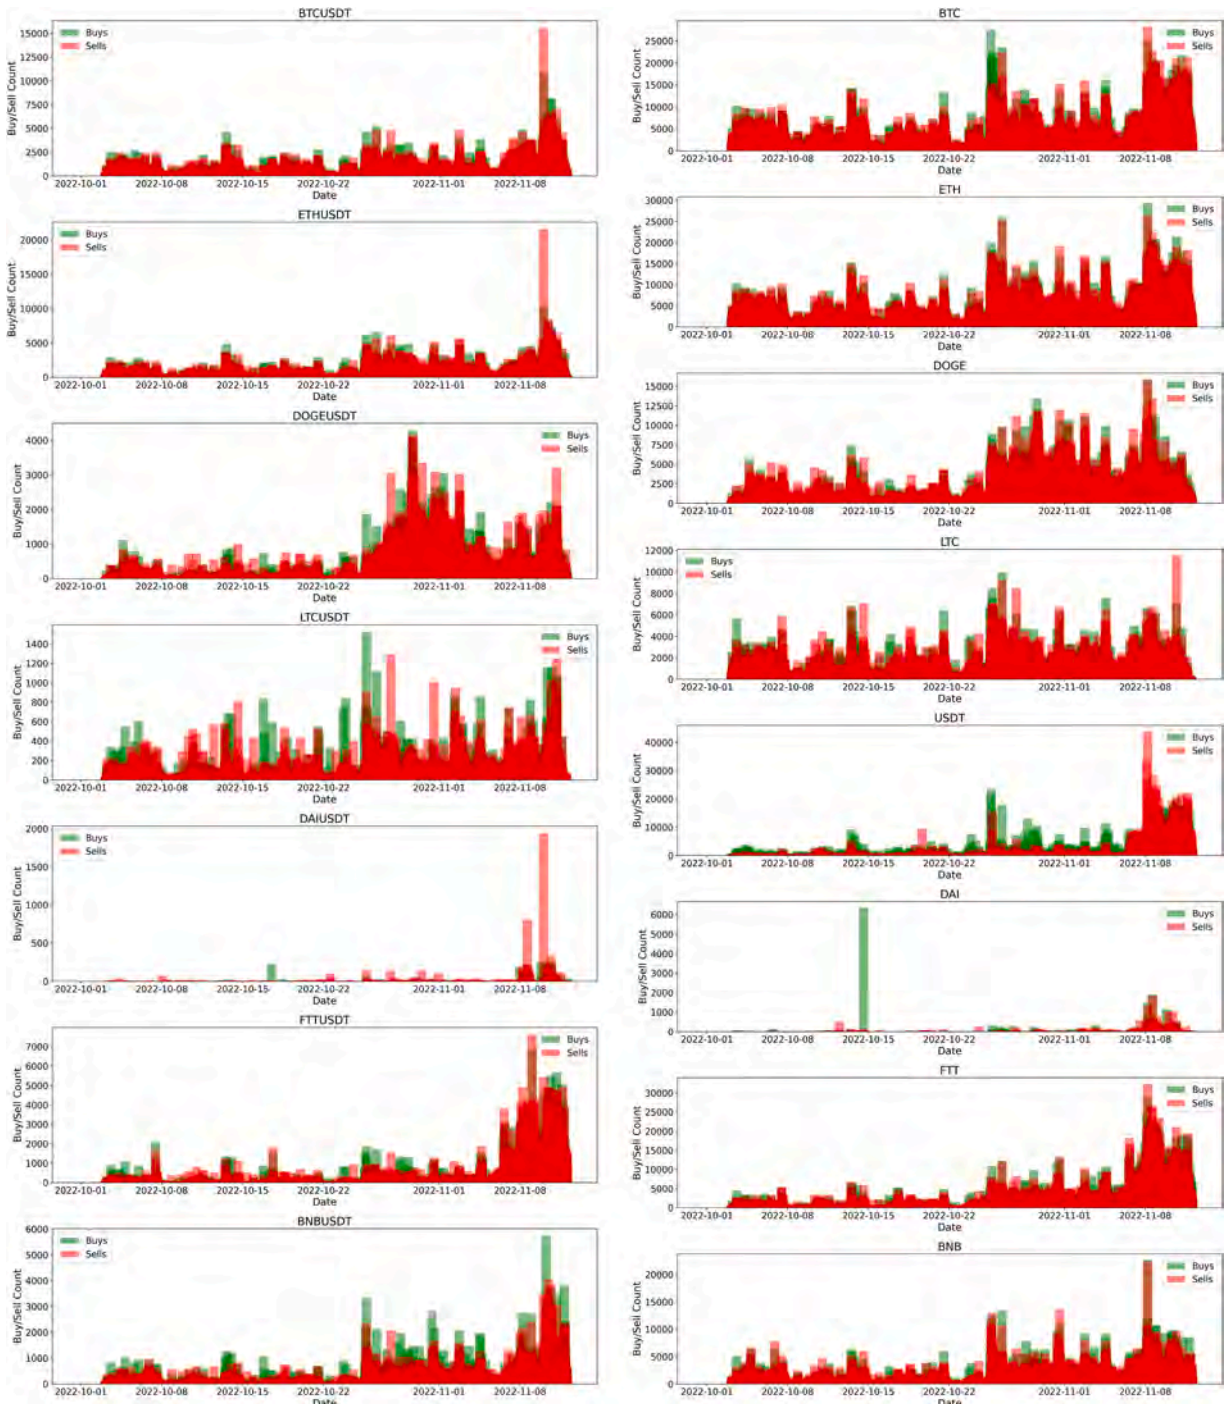 BTCUSDT
Buy/Sell Count
15000
12500
10000
7500
5000
2500
0
Buys
Sells
2022-10-01 2022-10-08 2022-10-15 2022-10-22 2022-11-01 2022-11-08
Date
ETHUSDT
Buy/Sell Count
20000
15000
10000
5000
0
Buys
Sells
2022-10-01 2022-10-08 2022-10-15 2022-10-22 2022-11-01 2022-11-08
Date
DOGEUSDT
Buy/Sell Count
4000
3000
2000
1000
0
Buys
Sells
2022-10-01 2022-10-08 2022-10-15 2022-10-22 2022-11-01 2022-11-08
Date
LTCUSDT
Buy/Sell Count
1400
1200
1000
800
600
400
200
0
Buys
Sells
2022-10-01 2022-10-08 2022-10-15 2022-10-22 2022-11-01 2022-11-08
Date
DAIUSDT
Buy/Sell Count
2000
1500
1000
500
0
Buys
Sells
2022-10-01 2022-10-08 2022-10-15 2022-10-22 2022-11-01 2022-11-08
Date
FTTUSDT
Buy/Sell Count
7000
6000
5000
4000
3000
2000
1000
0
Buys
Sells
2022-10-01 2022-10-08 2022-10-15 2022-10-22 2022-11-01 2022-11-08
Date
BNBUSDT
Buy/Sell Count
6000
5000
4000
3000
2000
1000
0
Buys
Sells
2022-10-01 2022-10-08 2022-10-15 2022-10-22 2022-11-01 2022-11-08
Date
BTC
Buy/Sell Count
25000
20000
15000
10000
5000
0
Buys
Sells
2022-10-01 2022-10-08 2022-10-15 2022-10-22 2022-11-01 2022-11-08
Date
ETH
Buy/Sell Count
30000
25000
20000
15000
10000
5000
0
Buys
Sells
2022-10-01 2022-10-08 2022-10-15 2022-10-22 2022-11-01 2022-11-08
Date
DOGE
Buy/Sell Count
15000
12500
10000
7500
5000
2500
0
Buys
Sells
2022-10-01 2022-10-08 2022-10-15 2022-10-22 2022-11-01 2022-11-08
Date
LTC
Buy/Sell Count
12000
10000
8000
6000
4000
2000
0
Buys
Sells
2022-10-01 2022-10-08 2022-10-15 2022-10-22 2022-11-01 2022-11-08
Date
USDT
Buy/Sell Count
40000
30000
20000
10000
0
Buys
Sells
2022-10-01 2022-10-08 2022-10-15 2022-10-22 2022-11-01 2022-11-08
Date
DAI
Buy/Sell Count
6000
5000
4000
3000
2000
1000
0
Buys
Sells
2022-10-01 2022-10-08 2022-10-15 2022-10-22 2022-11-01 2022-11-08
Date
FTT
Buy/Sell Count
30000
25000
20000
15000
10000
5000
0
Buys
Sells
2022-10-01 2022-10-08 2022-10-15 2022-10-22 2022-11-01 2022-11-08
Date
BNB
Buy/Sell Count
20000
15000
10000
5000
0
Buys
Sells
2022-10-01 2022-10-08 2022-10-15 2022-10-22 2022-11-01 2022-11-08
Date